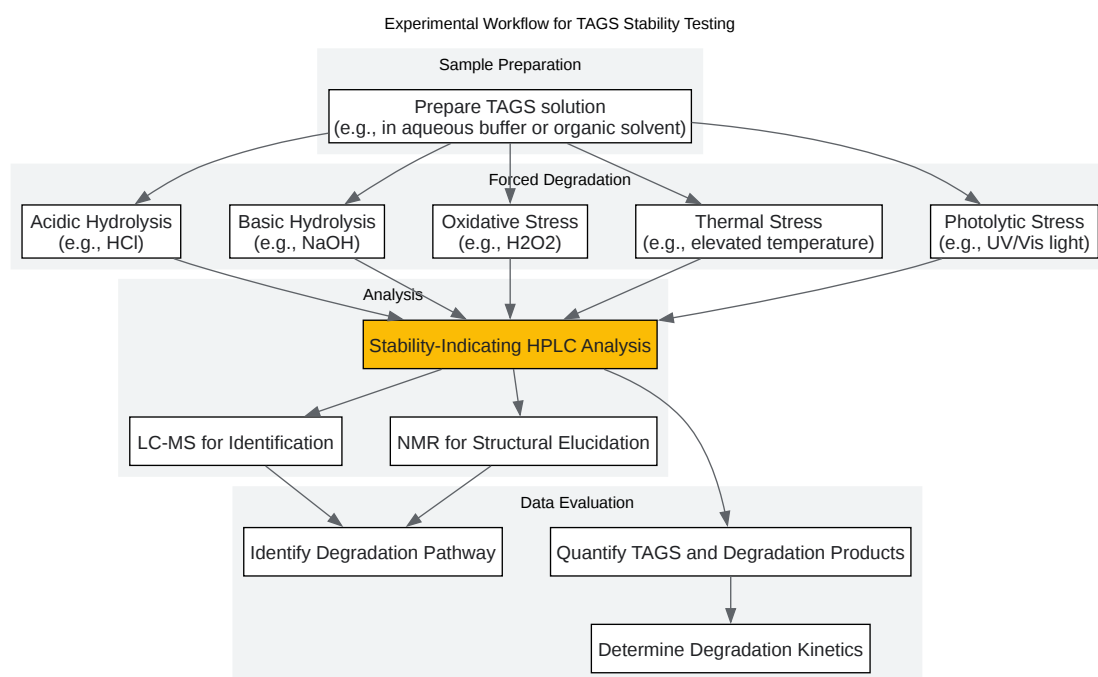 Experimental Workflow for TAGS Stability Testing
Sample Preparation
Prepare TAGS solution
(e.g., in aqueous buffer or organic solvent)
Forced Degradation
Acidic Hydrolysis
(e.g., HCl)
Basic Hydrolysis
(e.g., NaOH)
Oxidative Stress
(e.g., H2O2)
Thermal Stress
(e.g., elevated temperature)
Photolytic Stress
(e.g., UV/Vis light)
Analysis
Stability-Indicating HPLC Analysis
LC-MS for Identification
NMR for Structural Elucidation
Data Evaluation
Identify Degradation Pathway
Quantify TAGS and Degradation Products
Determine Degradation Kinetics